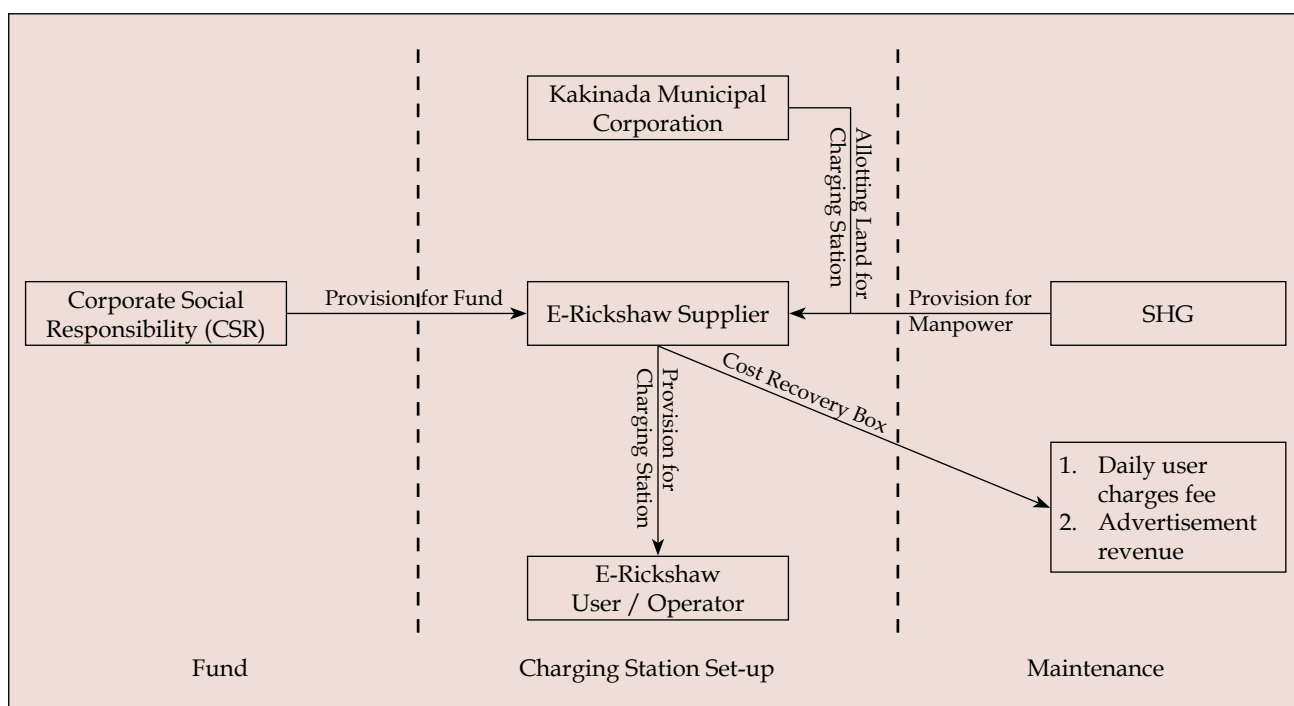 Kakinada Municipal
Corporation
Allotting Land for
Charging Station
Corporate Social
Responsibility (CSR)
Provision for Fund
E-Rickshaw Supplier
Provision for
Manpower
SHG
Provision for
Charging Station
Cost Recovery Box
1. Daily user
charges fee
2. Advertisement
revenue
E-Rickshaw
User / Operator
Fund
Charging Station Set-up
Maintenance